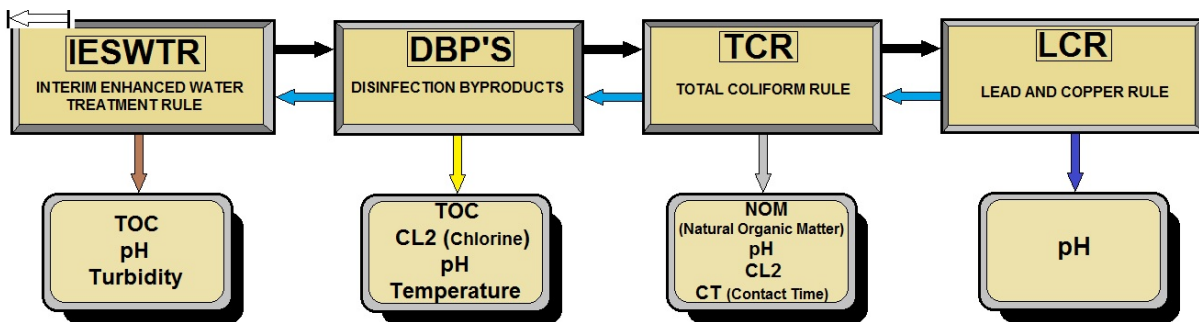 IESWTR
INTERIM ENHANCED WATER
TREATMENT RULE
DBP'S
DISINFECTION BYPRODUCTS
TCR
TOTAL COLIFORM RULE
LCR
LEAD AND COPPER RULE
TOC
pH
Turbidity
TOC
CL2 (Chlorine)
pH
Temperature
NOM
(Natural Organic Matter)
pH
CL2
CT (Contact Time)
pH